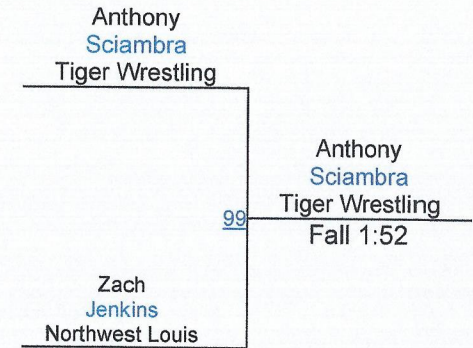 Anthony
Sciambra
Tiger Wrestling
Anthony
Sciambra
Tiger Wrestling
99
Fall 1:52
Zach
Jenkins
Northwest Louis